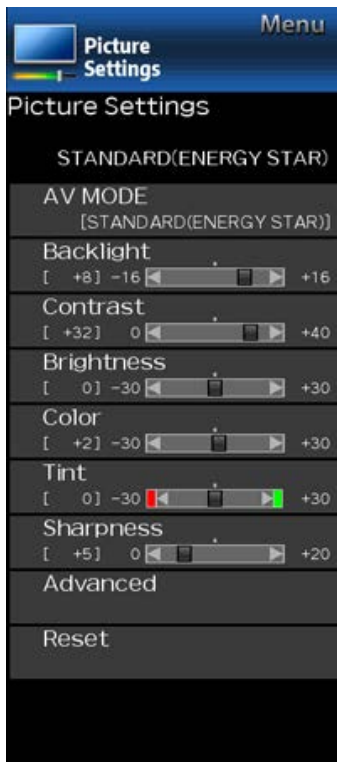 Menu
Picture
Settings
Picture Settings
STANDARD(ENERGY STAR)
AV MODE
[STANDARD(ENERGY STAR)]
Backlight
[ +8] -16 +16
Contrast
[ +32] 0 +40
Brightness
[ 0] -30 +30
Color
[ +2] -30 +30
Tint
[ 0] -30 +30
Sharpness
[ +5] 0 +20
Advanced
Reset